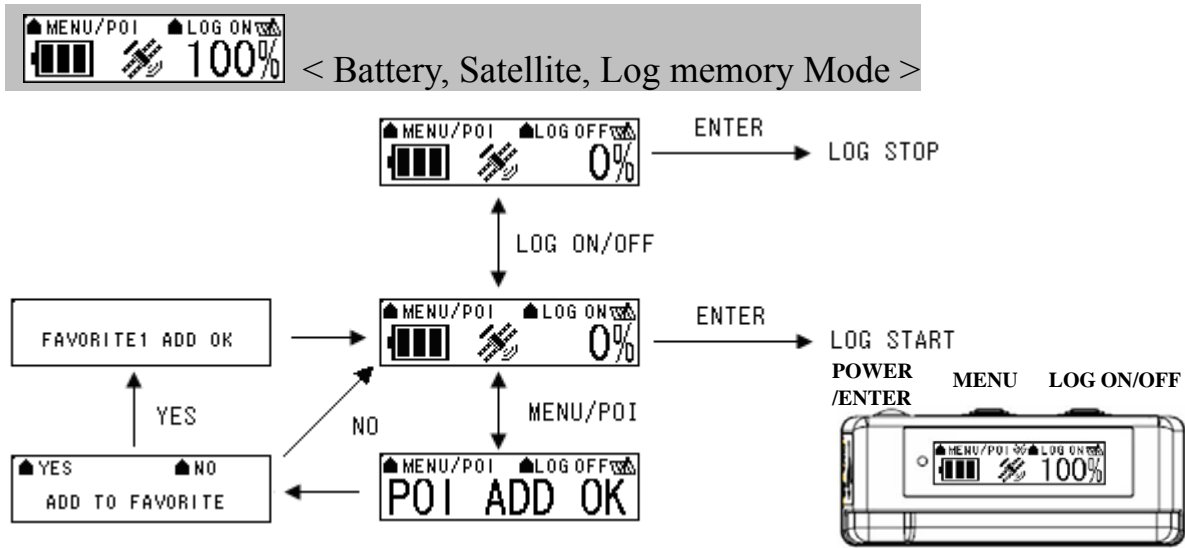 MENU/POI LOG ON
100% < Battery, Satellite, Log memory Mode >
MENU/POI LOG OFF
0%
ENTER
LOG STOP
LOG ON/OFF
FAVORITE1 ADD OK
MENU/POI LOG ON
0%
ENTER
LOG START
YES
NO
MENU/POI
YES NO
ADD TO FAVORITE
MENU/POI LOG OFF
POI ADD OK
POWER
/ENTER
MENU
LOG ON/OFF
MENU/POI LOG ON
100%